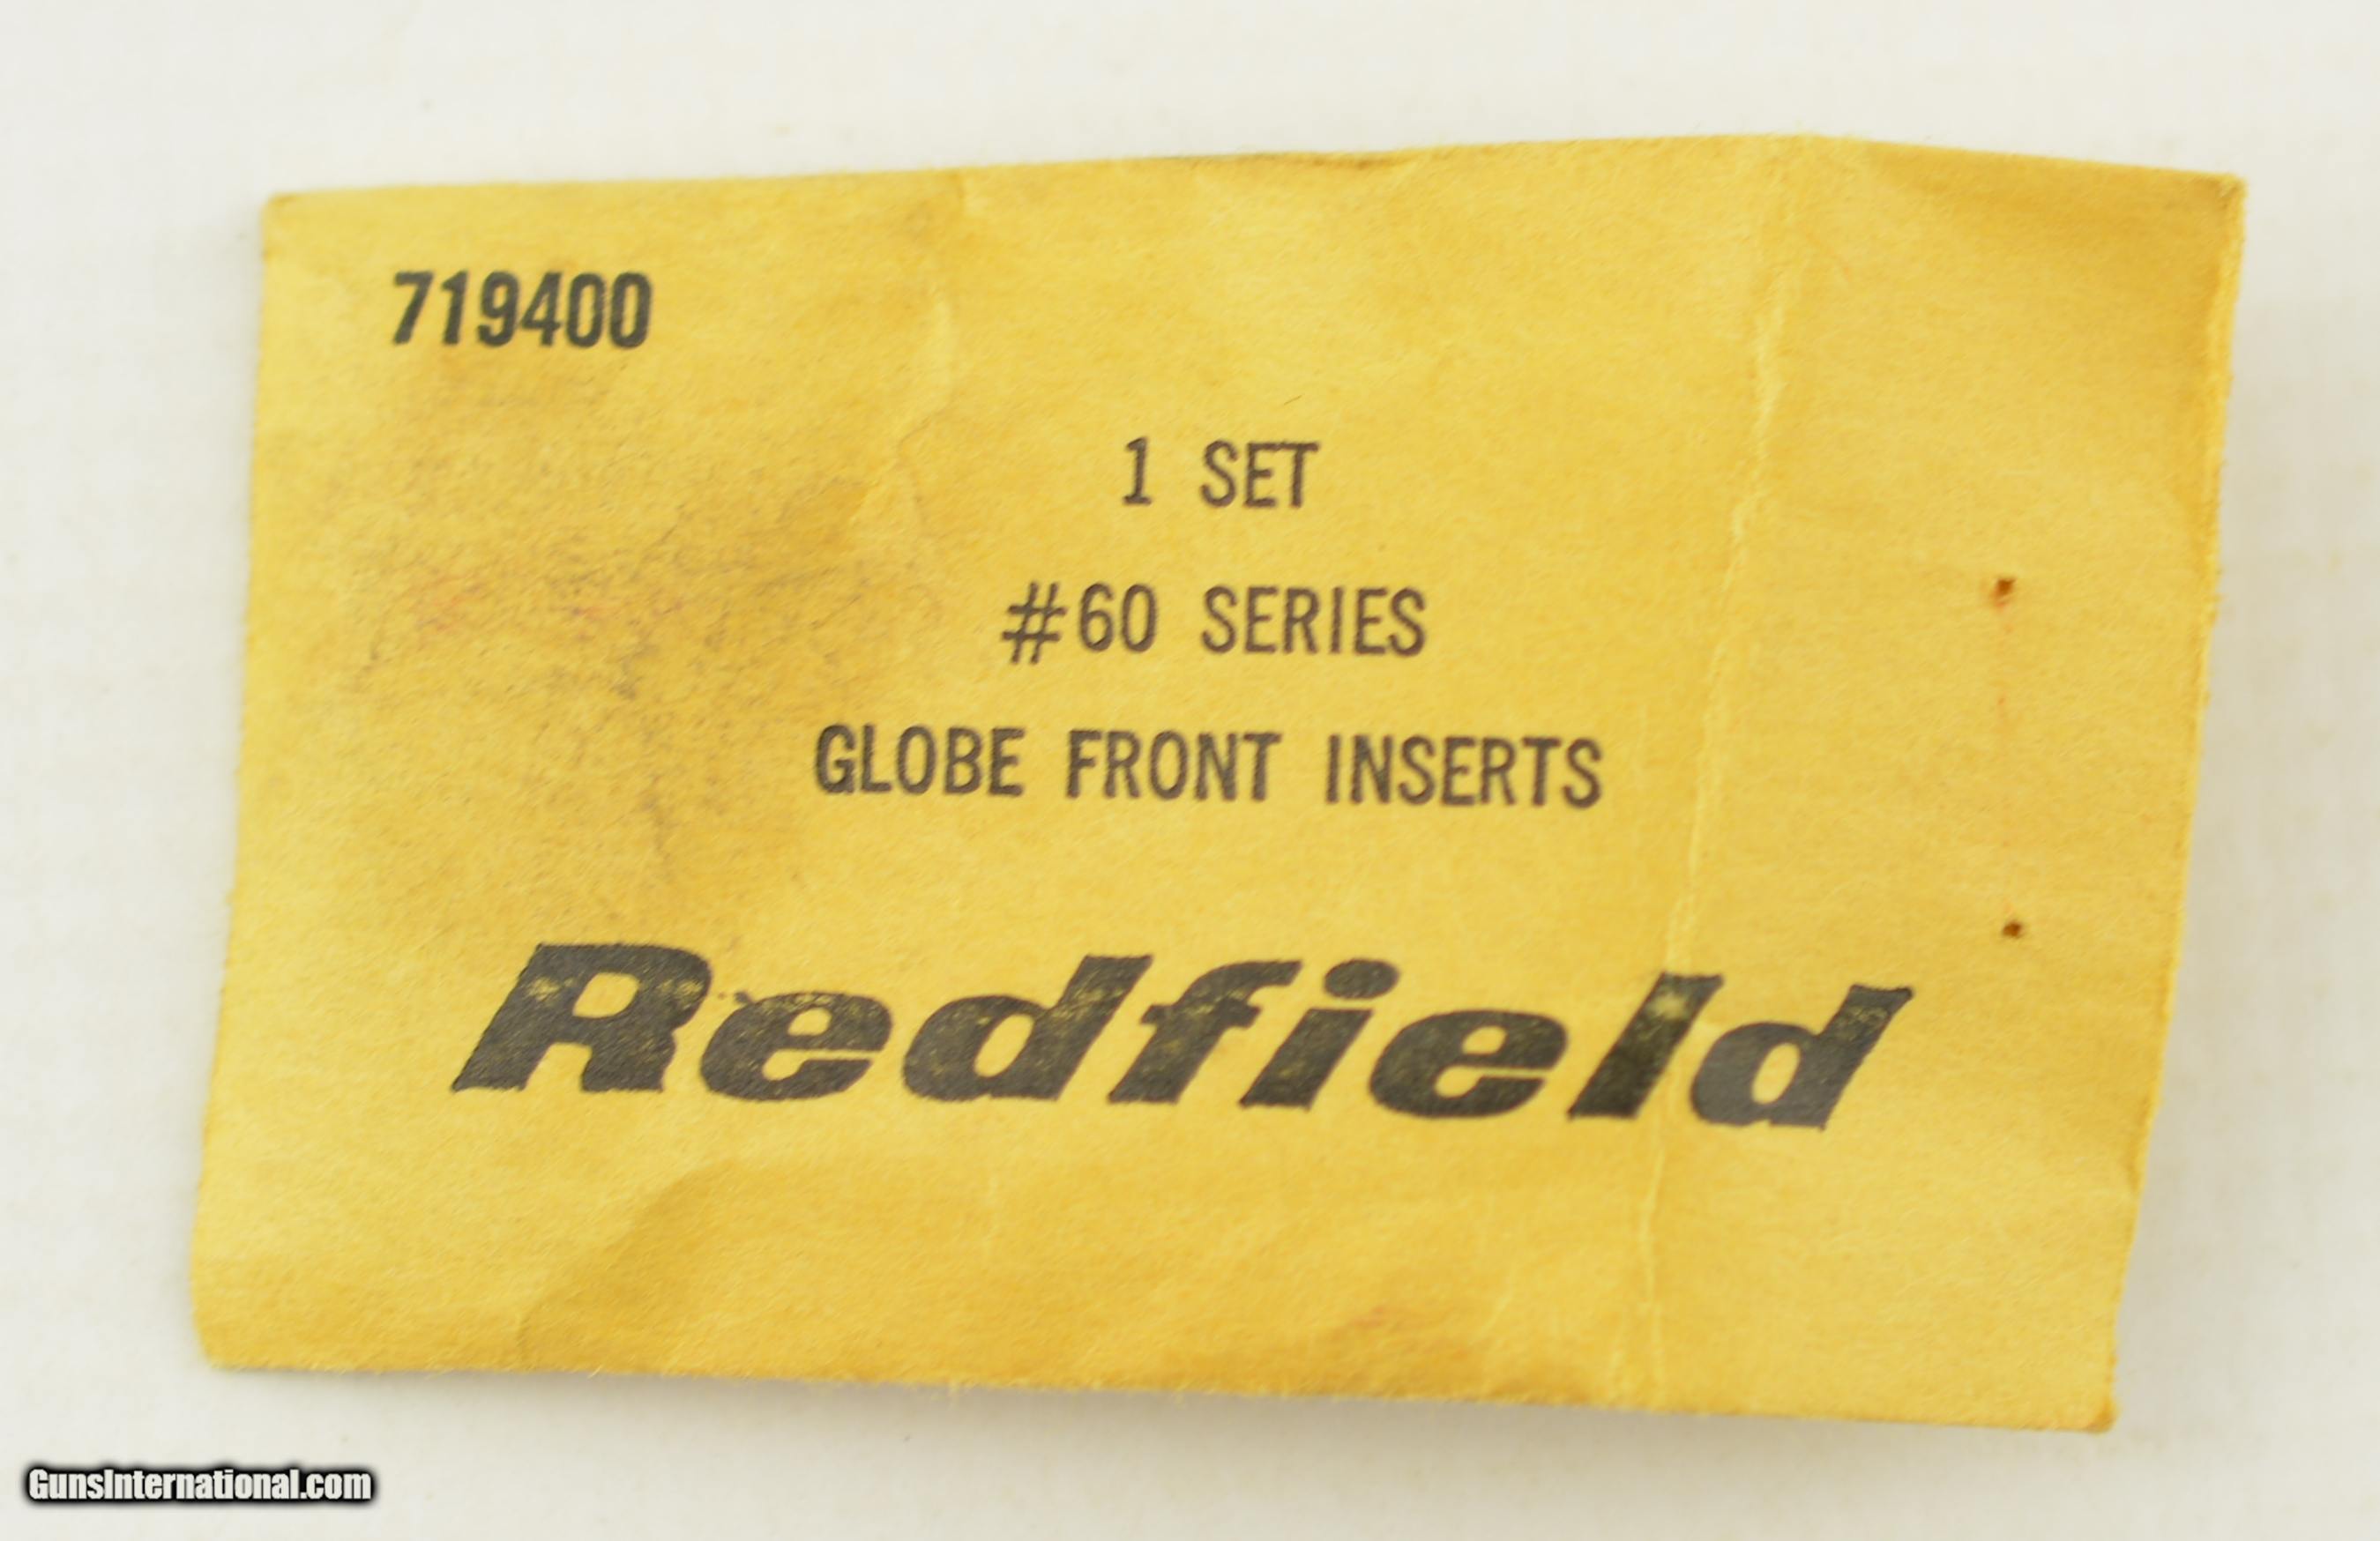 719400
1 SET
#60 SERIES
GLOBE FRONT INSERTS
Redfield
GunsInternational.com